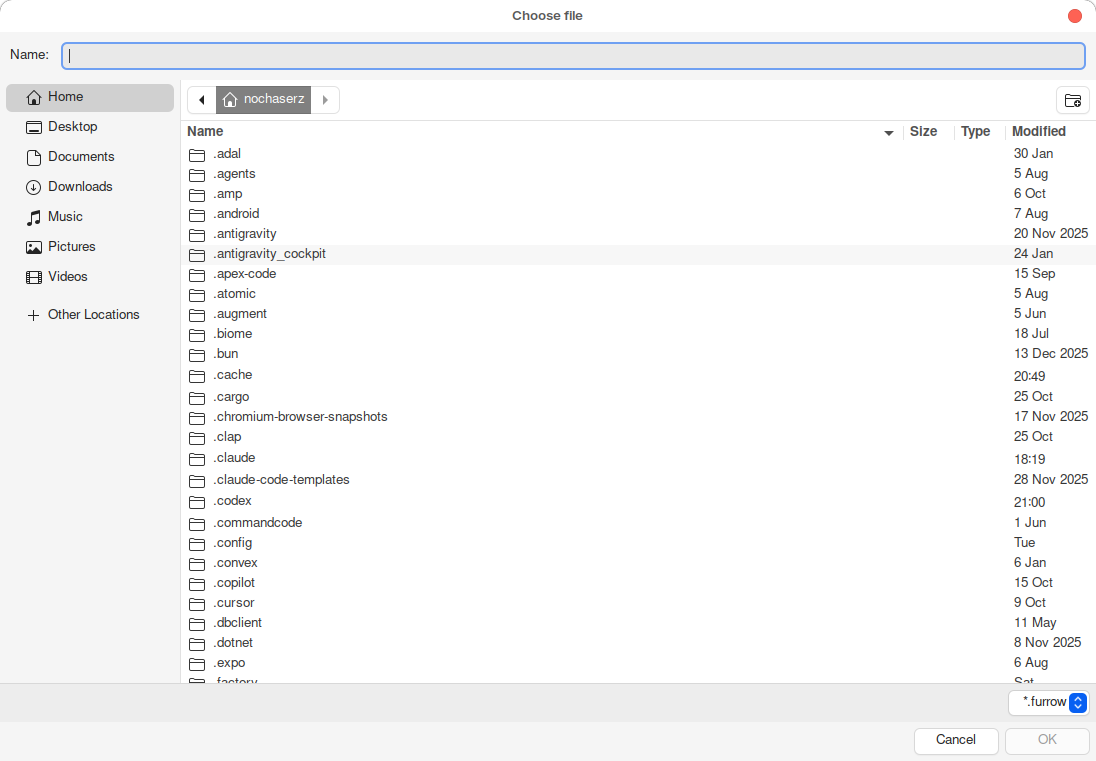 Choose file
Name:
Home
Desktop
Documents
Downloads
Music
Pictures
Videos
Other Locations
nochaserz
Name Size Type Modified
.adal 30 Jan
.agents 5 Aug
.amp 6 Oct
.android 7 Aug
.antigravity 20 Nov 2025
.antigravity_cockpit 24 Jan
.apex-code 15 Sep
.atomic 5 Aug
.augment 5 Jun
.biome 18 Jul
.bun 13 Dec 2025
.cache 20:49
.cargo 25 Oct
.chromium-browser-snapshots 17 Nov 2025
.clap 25 Oct
.claude 18:19
.claude-code-templates 28 Nov 2025
.codex 21:00
.commandcode 1 Jun
.config Tue
.convex 6 Jan
.copilot 15 Oct
.cursor 9 Oct
.dbclient 11 May
.dotnet 8 Nov 2025
.expo 6 Aug
.factory Sat
*.furrow
Cancel OK